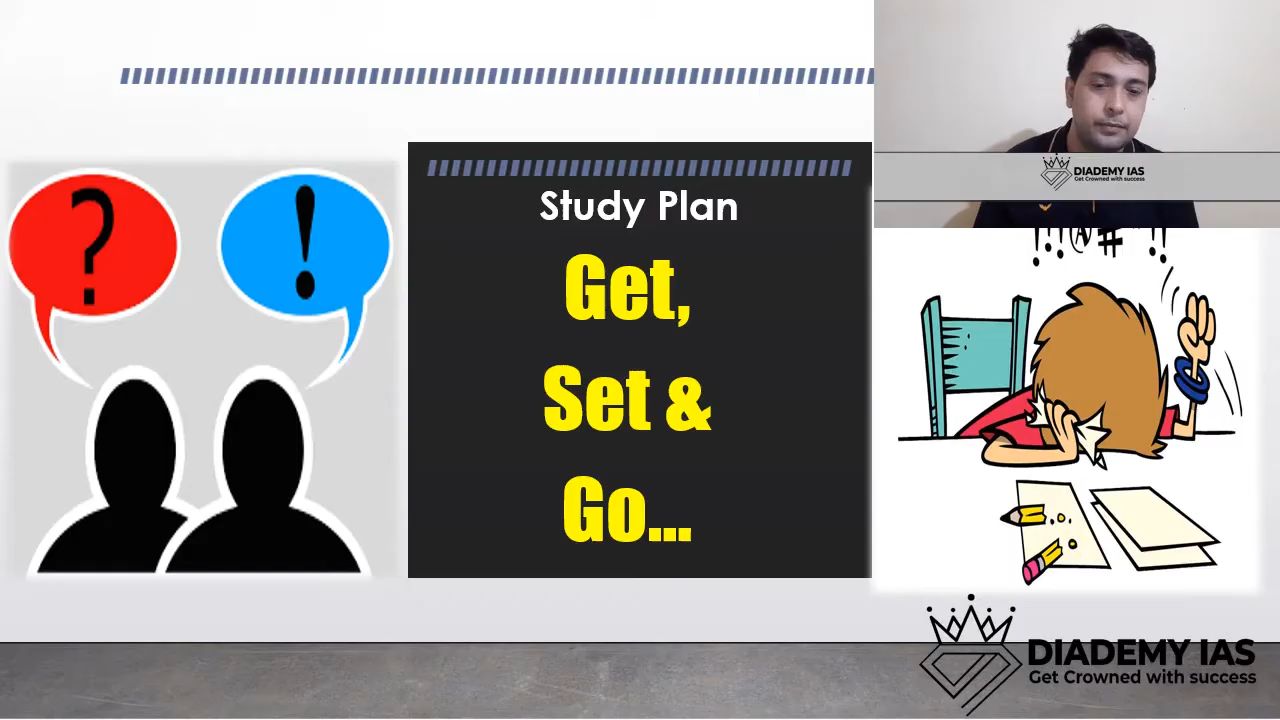 ?
!
Study Plan
Get,
Set &
Go...
DIADEMY IAS
Get Crowned with success
DIADEMY IAS
Get Crowned with success